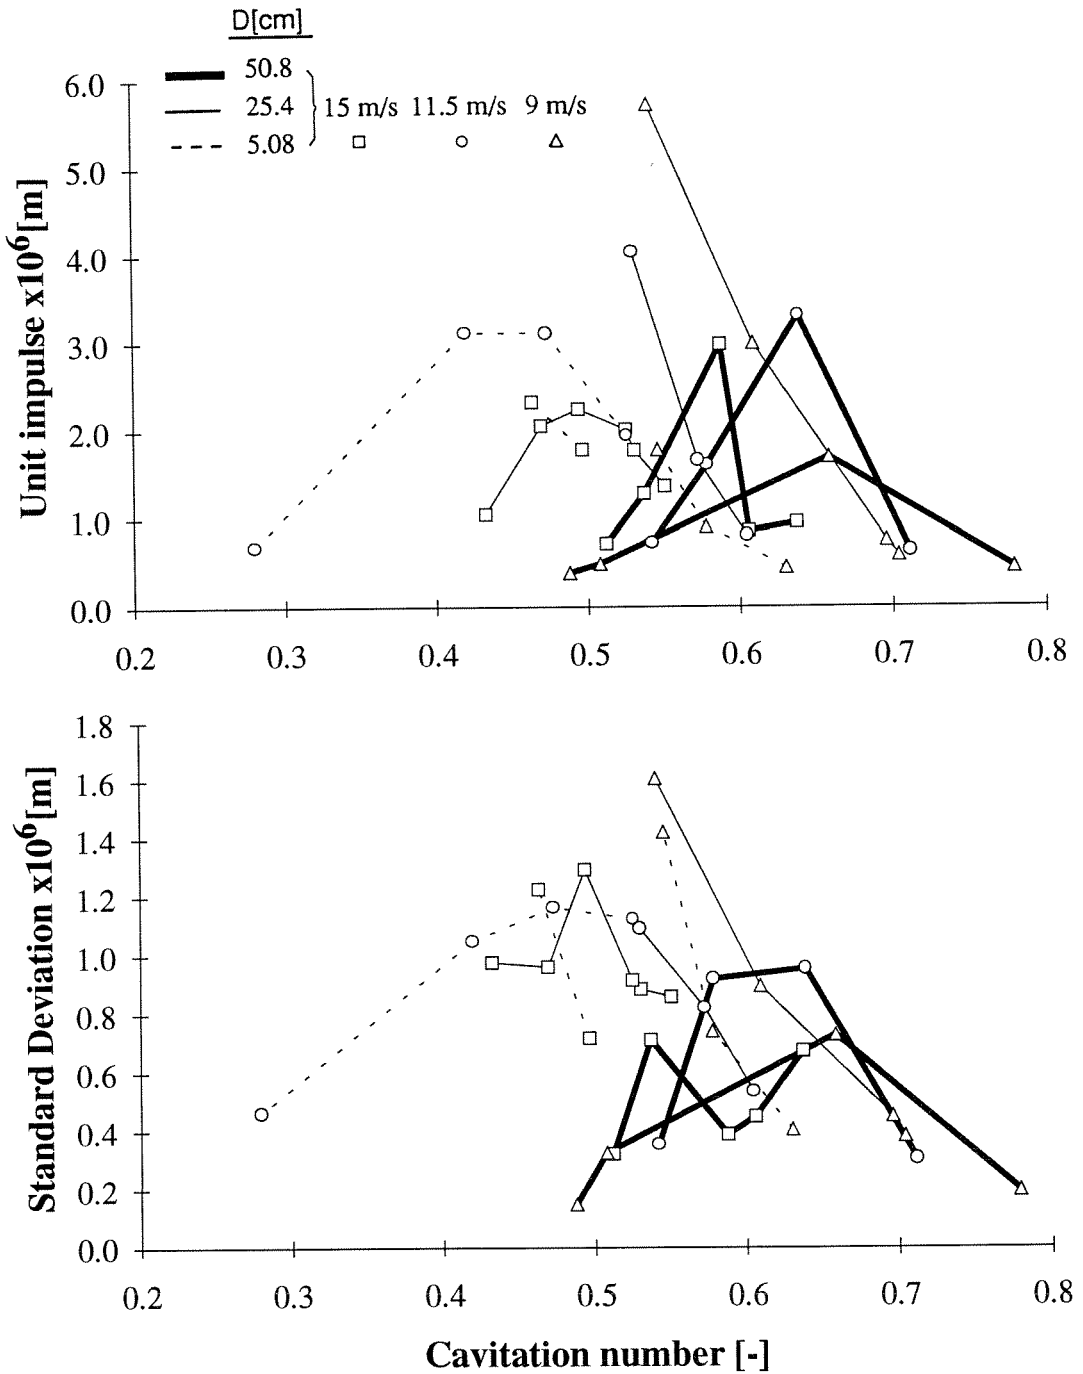 D[cm]
50.8
25.4 15 m/s 11.5 m/s 9 m/s
5.08
6.0
5.0
4.0
3.0
2.0
1.0
0.0
Unit impulse x10⁶[m]
0.2 0.3 0.4 0.5 0.6 0.7 0.8
1.8
1.6
1.4
1.2
1.0
0.8
0.6
0.4
0.2
0.0
Standard Deviation x10⁶[m]
0.2 0.3 0.4 0.5 0.6 0.7 0.8
Cavitation number [-]